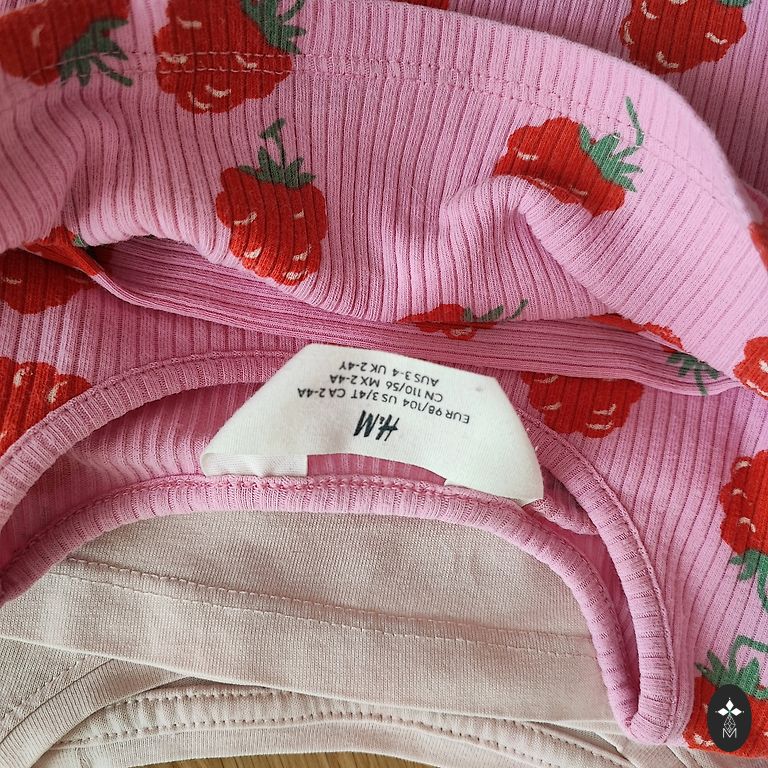 H&M
EUR 98/104 US 3/4T CA 2-4A
CN 110/56 MX 2-4A
AUS 3-4 UK 2-4Y